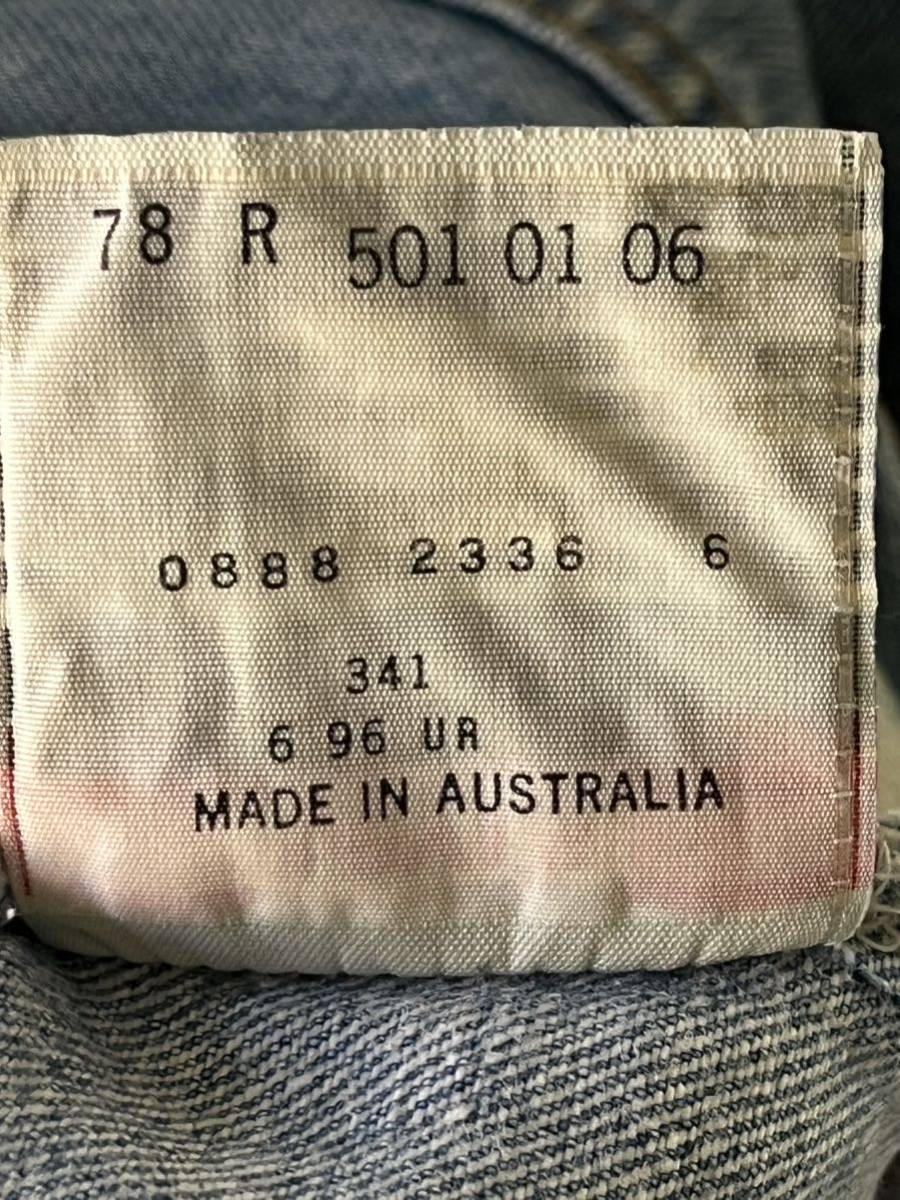 78 R 501 01 06
0888 2336 6
341
6 96 UR
MADE IN AUSTRALIA